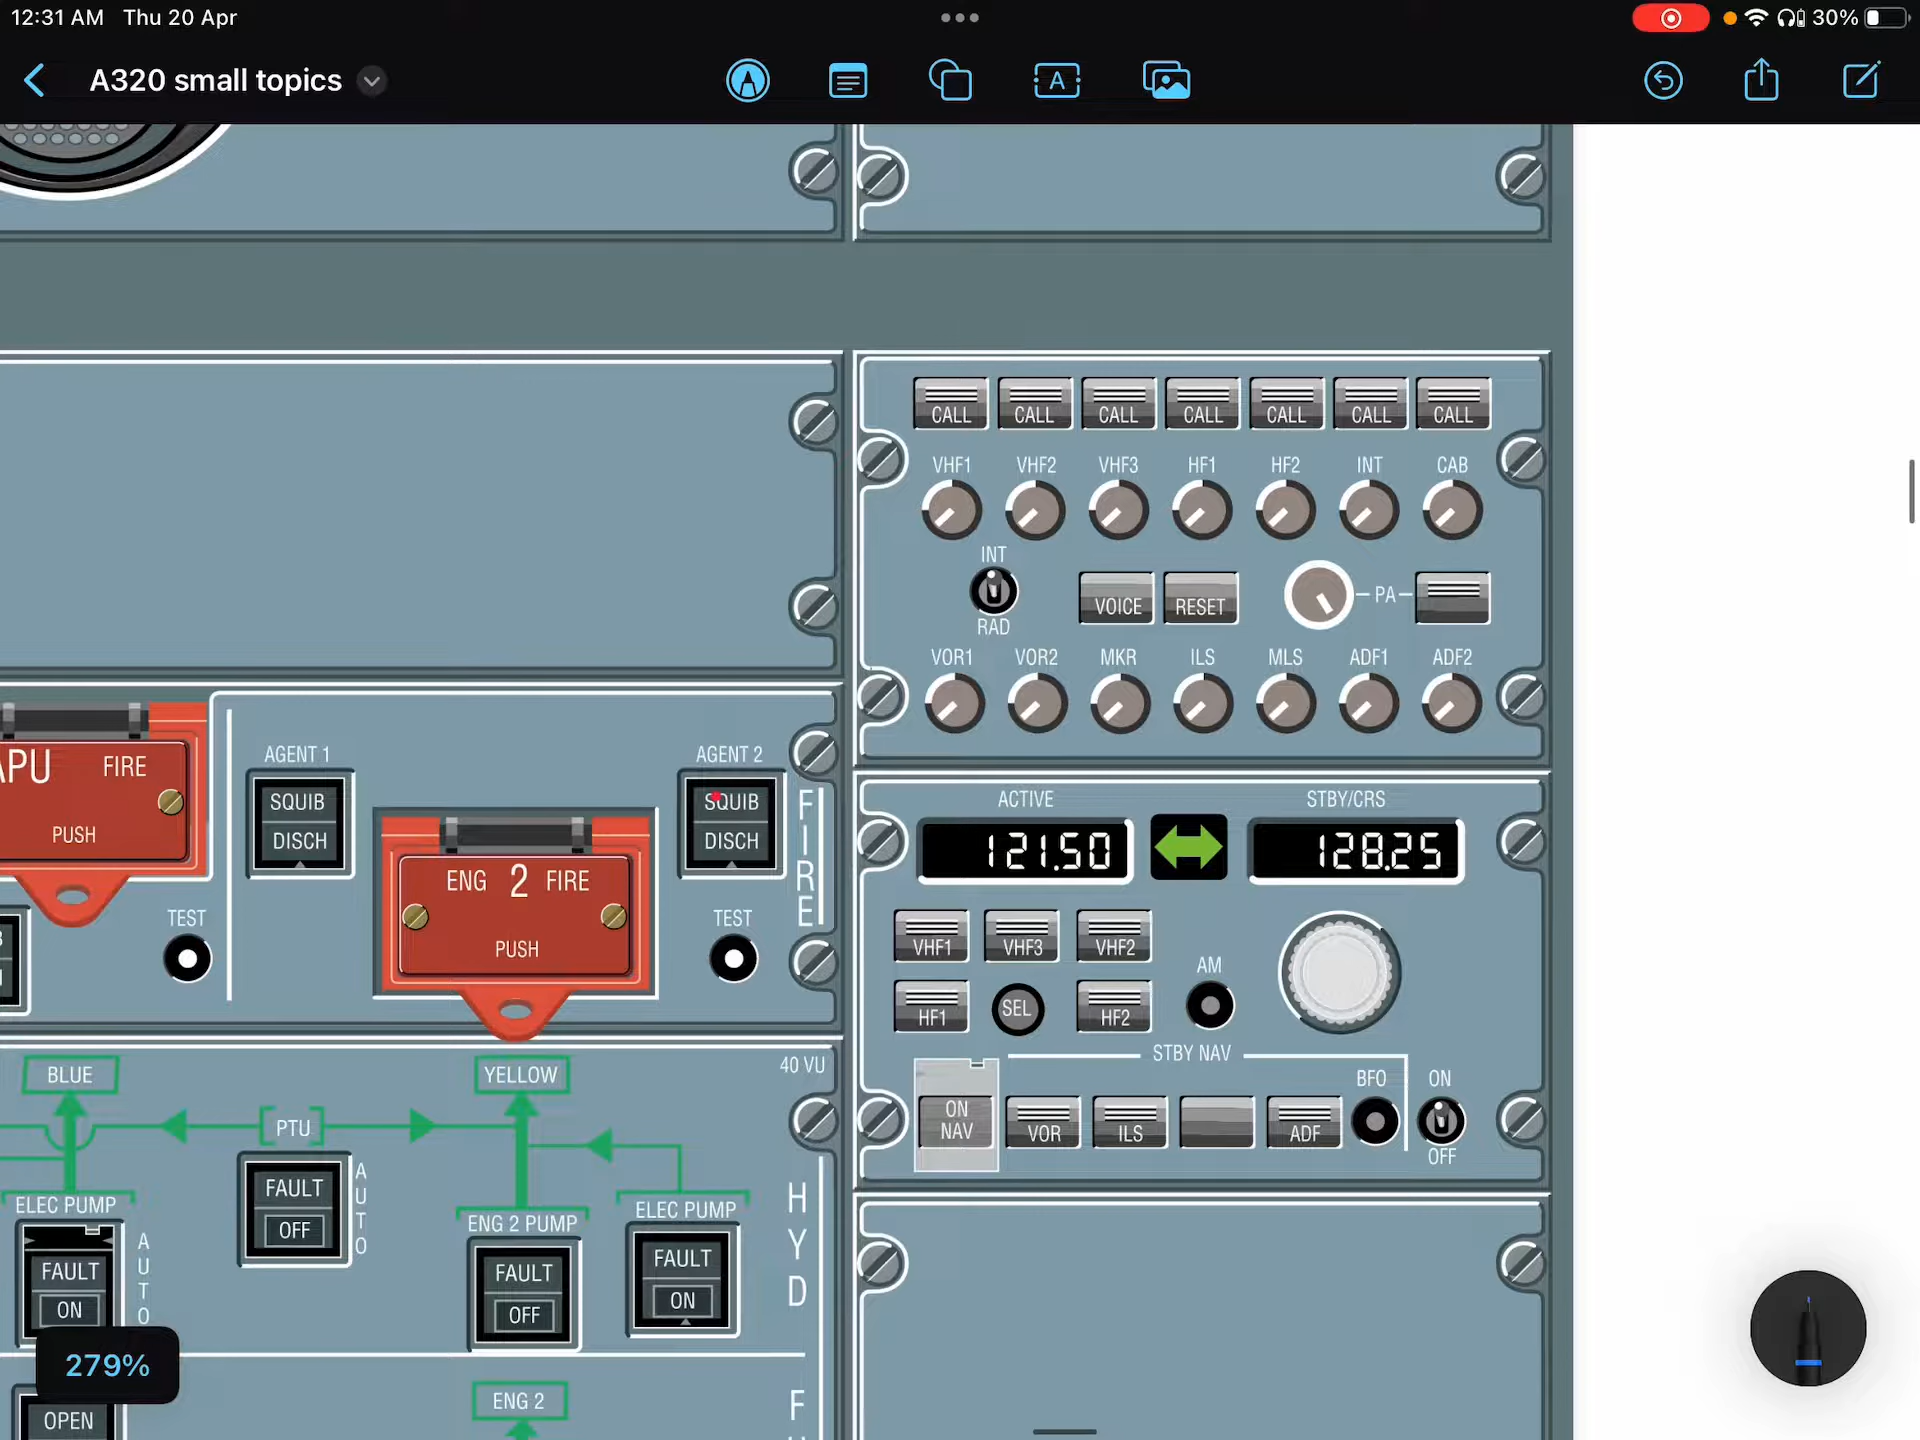 12:31 AM Thu 20 Apr
30%
A320 small topics
A
CALL CALL CALL CALL CALL CALL CALL
VHF1 VHF2 VHF3 HF1 HF2 INT CAB
INT
VOICE RESET PA
RAD
VOR1 VOR2 MKR ILS MLS ADF1 ADF2
APU FIRE
PUSH
AGENT 1
SQUIB
DISCH
AGENT 2
SQUIB
DISCH
FIRE
ENG 2 FIRE
PUSH
TEST
TEST
ACTIVE STBY/CRS
121.50 128.25
VHF1 VHF3 VHF2
AM
HF1 SEL HF2
STBY NAV
BFO ON
ON
NAV
VOR ILS ADF
OFF
BLUE YELLOW 40 VU
PTU
FAULT
OFF
AUTO
ELEC PUMP
FAULT
ON
AUTO
ENG 2 PUMP
FAULT
OFF
ELEC PUMP
FAULT
ON
HYD
279%
OPEN
ENG 2
F